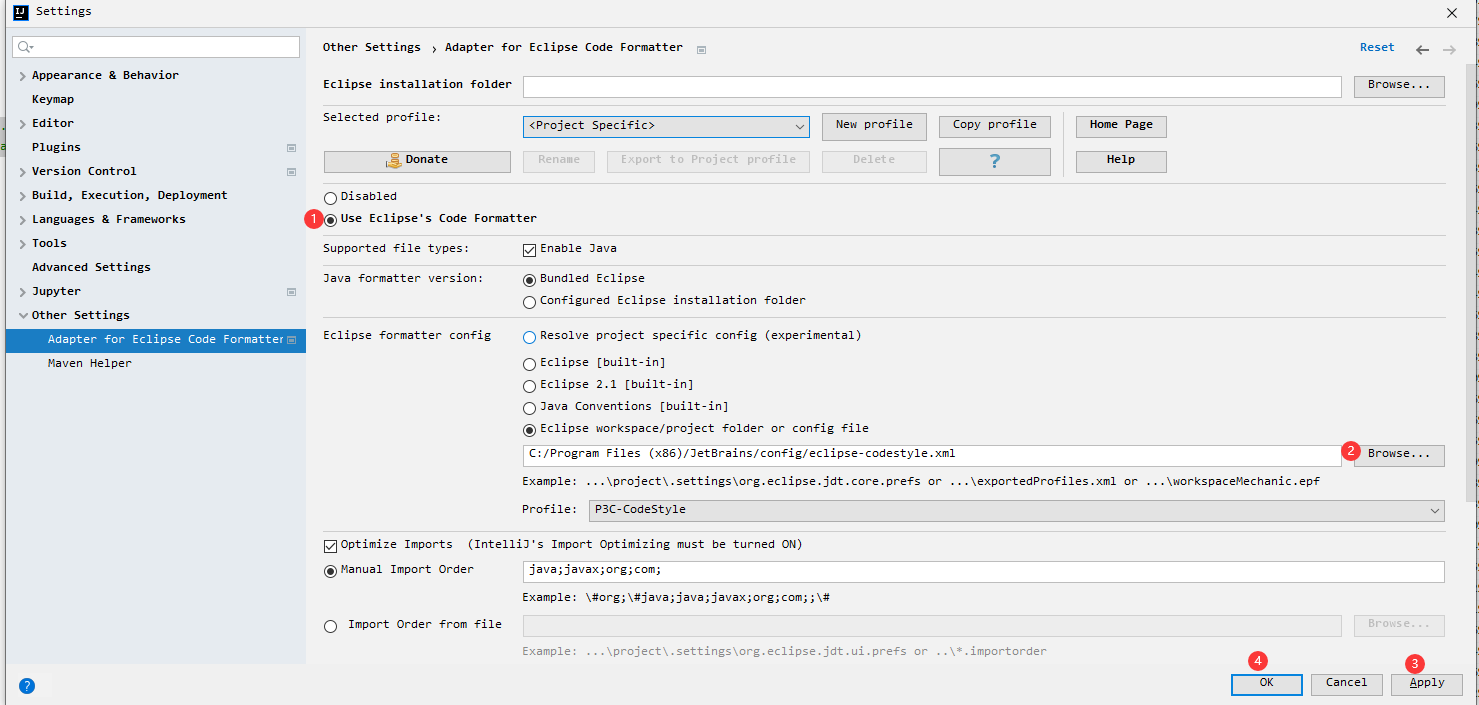 IJ Settings
Other Settings › Adapter for Eclipse Code Formatter
Reset
Appearance & Behavior
Keymap
Editor
Plugins
Version Control
Build, Execution, Deployment
Languages & Frameworks
Tools
Advanced Settings
Jupyter
Other Settings
Adapter for Eclipse Code Formatter
Maven Helper
Eclipse installation folder Browse...
Selected profile: <Project Specific> New profile Copy profile Home Page
Donate Rename Export to Project profile Delete ? Help
Disabled
1 Use Eclipse's Code Formatter
Supported file types: Enable Java
Java formatter version: Bundled Eclipse
Configured Eclipse installation folder
Eclipse formatter config Resolve project specific config (experimental)
Eclipse [built-in]
Eclipse 2.1 [built-in]
Java Conventions [built-in]
Eclipse workspace/project folder or config file
C:/Program Files (x86)/JetBrains/config/eclipse-codestyle.xml 2 Browse...
Example: ...\project\.settings\org.eclipse.jdt.core.prefs or ...\exportedProfiles.xml or ...\workspaceMechanic.epf
Profile: P3C-CodeStyle
Optimize Imports (IntelliJ's Import Optimizing must be turned ON)
Manual Import Order java;javax;org;com;
Example: \#org;\#java;java;javax;org;com;;\#
Import Order from file Browse...
Example: ...\project\.settings\org.eclipse.jdt.ui.prefs or ..\*.importorder
4 3
? OK Cancel Apply